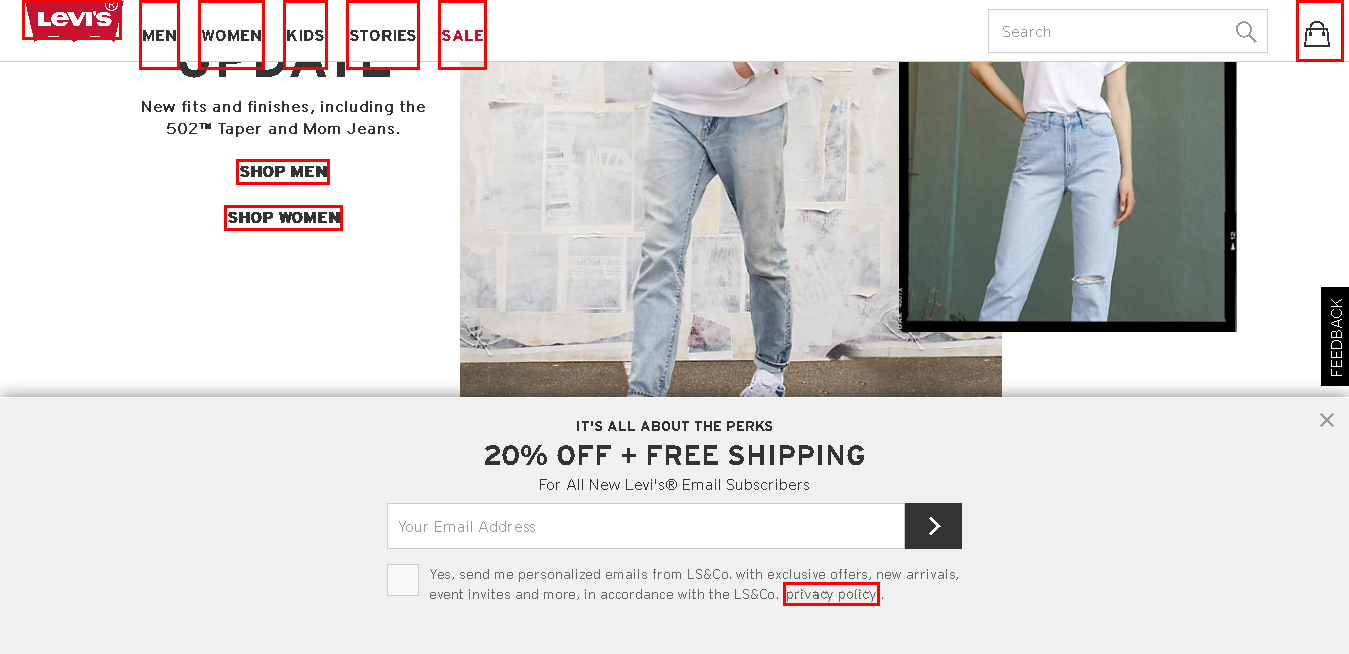 LEVI'S®
MEN WOMEN KIDS STORIES SALE
Search
UPDATE
New fits and finishes, including the
502™ Taper and Mom Jeans.
SHOP MEN
SHOP WOMEN
12
FEEDBACK
IT'S ALL ABOUT THE PERKS
20% OFF + FREE SHIPPING
For All New Levi's® Email Subscribers
Your Email Address
Yes, send me personalized emails from LS&Co. with exclusive offers, new arrivals,
event invites and more, in accordance with the LS&Co. privacy policy.